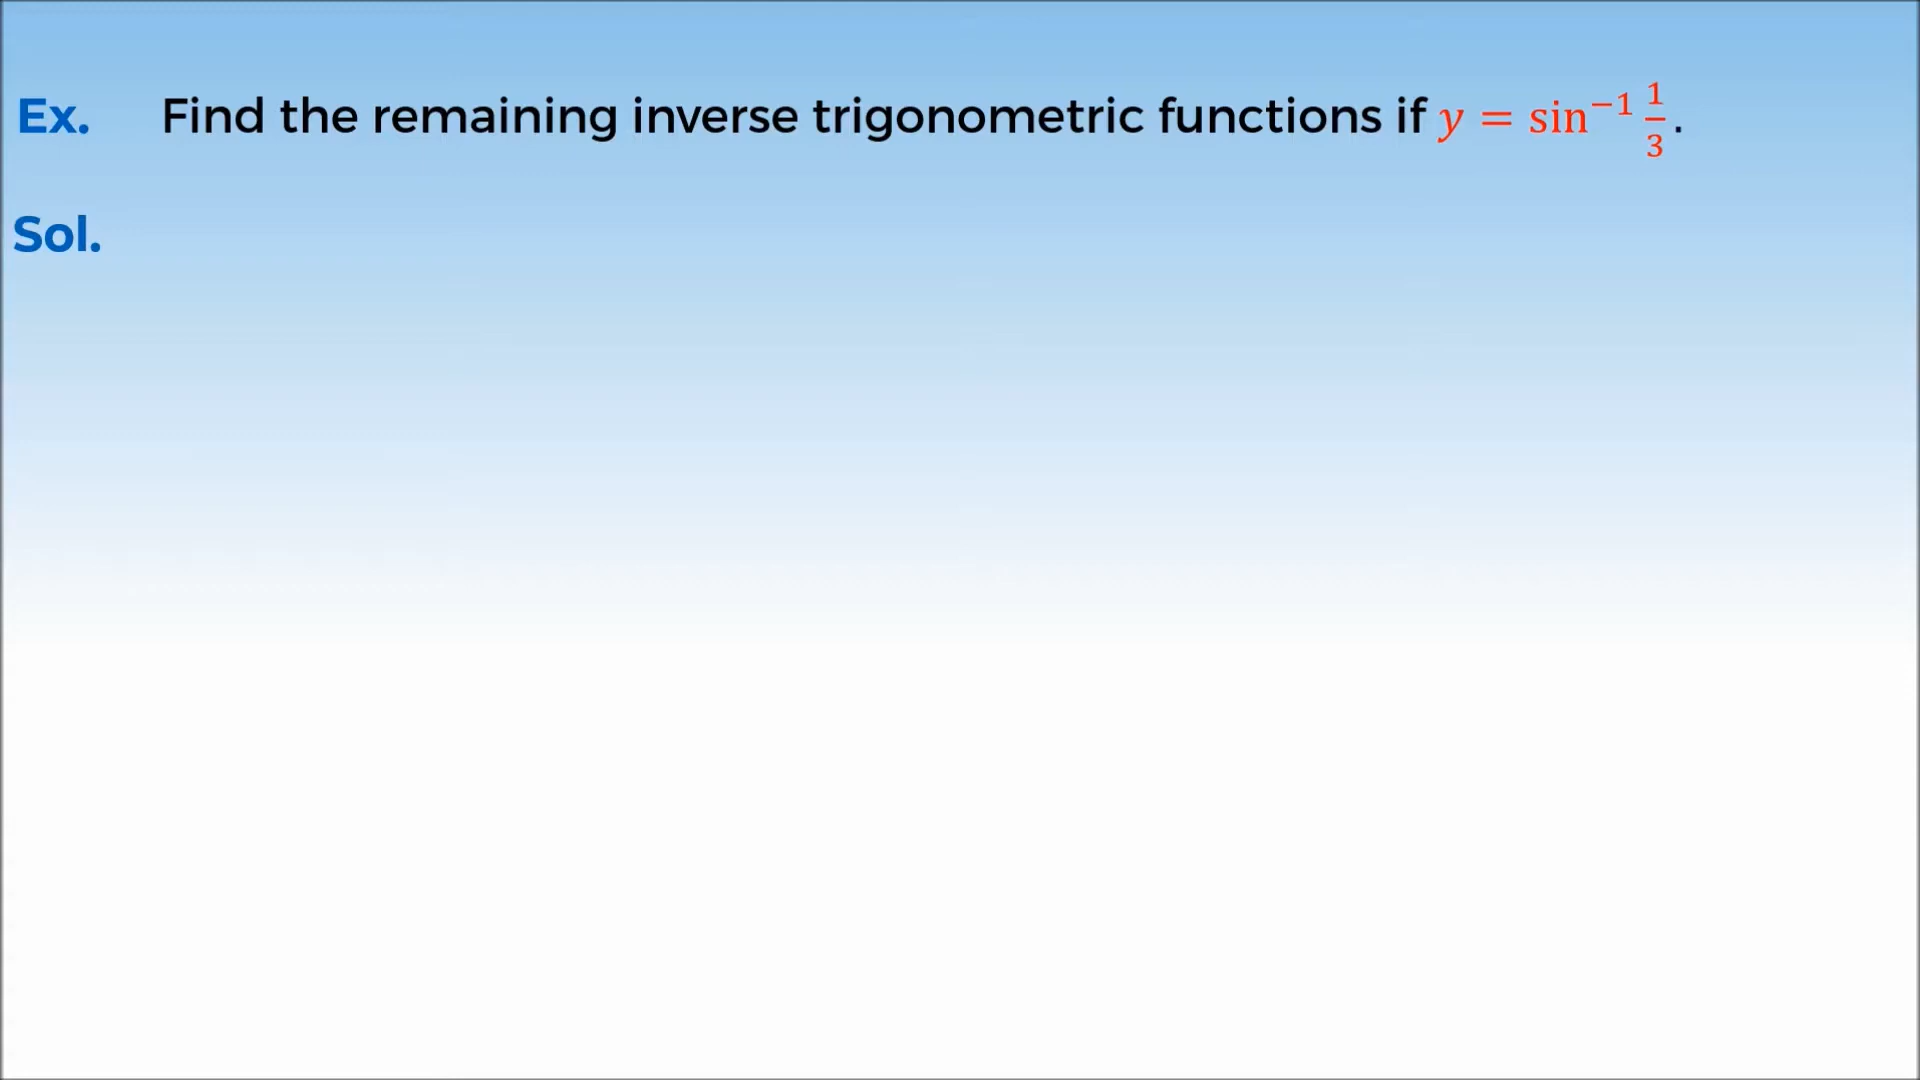 Ex. Find the remaining inverse trigonometric functions if y = sin⁻¹ 1/3.
Sol.